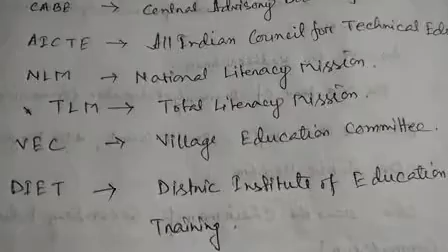 CABE → Central Advisory
AICTE → All Indian Council for Technical Edu
NLM → National Literacy Mission.
TLM → Total Literacy Mission.
VEC → Village Education Committee.
DIET → Distric Institute of Education
Training.